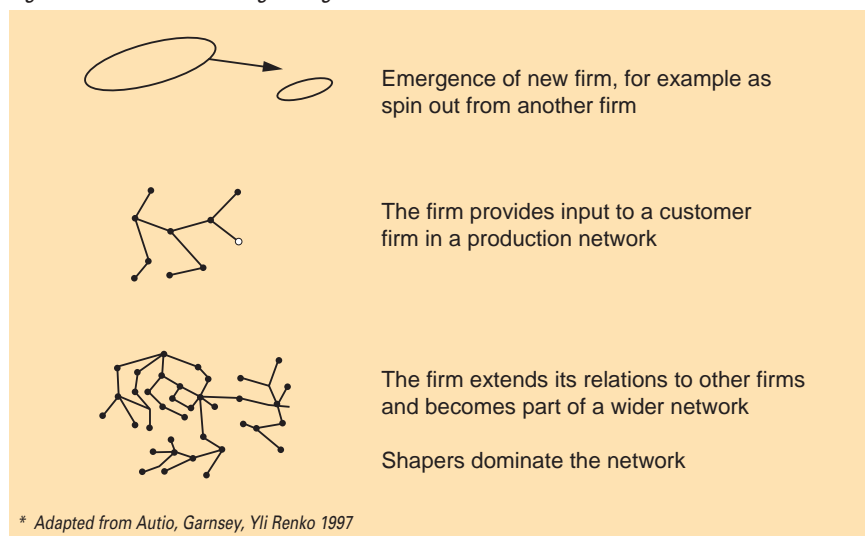 Emergence of new firm, for example as
spin out from another firm
The firm provides input to a customer
firm in a production network
The firm extends its relations to other firms
and becomes part of a wider network
Shapers dominate the network
* Adapted from Autio, Garnsey, Yli Renko 1997